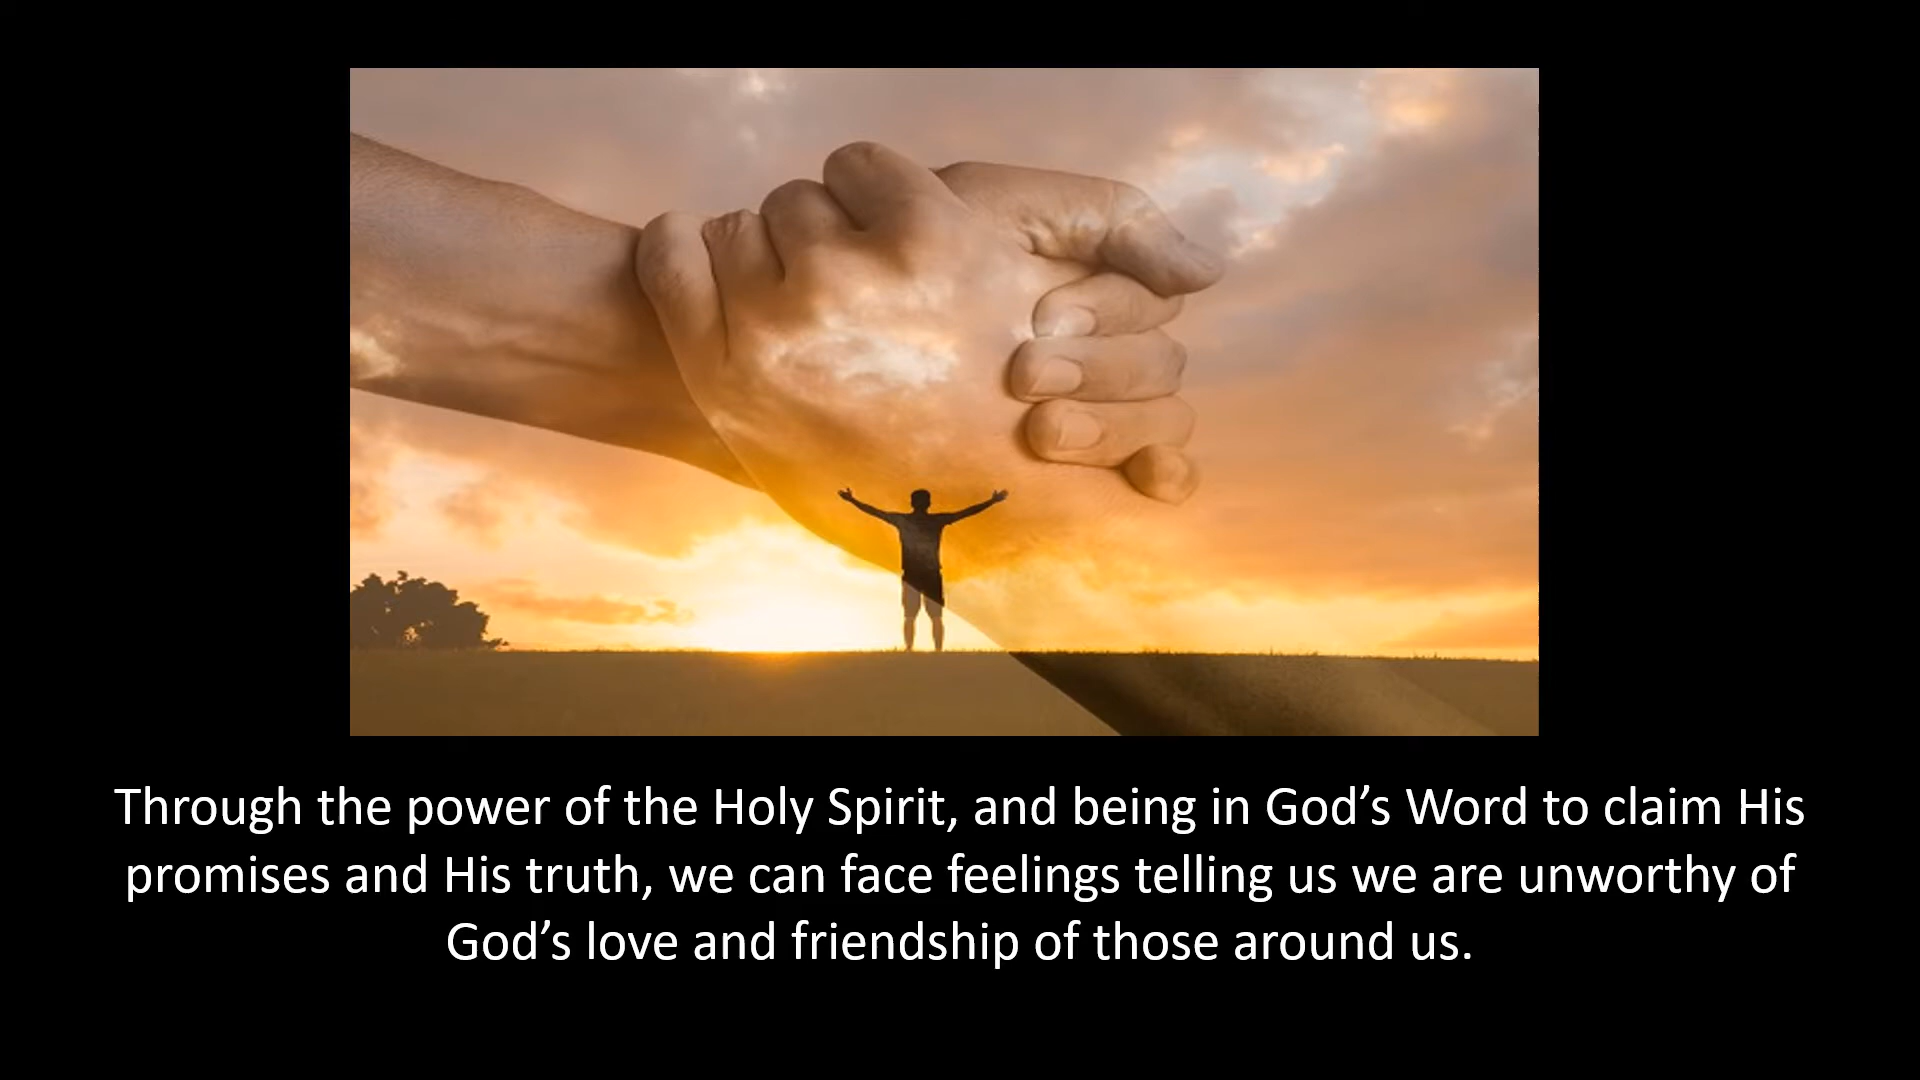 Through the power of the Holy Spirit, and being in God’s Word to claim His
promises and His truth, we can face feelings telling us we are unworthy of
God’s love and friendship of those around us.